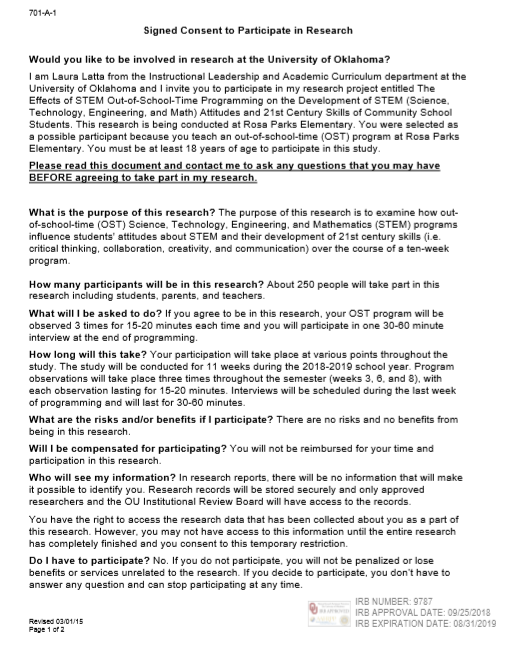 701-A-1
Signed Consent to Participate in Research
Would you like to be involved in research at the University of Oklahoma?
I am Laura Latta from the Instructional Leadership and Academic Curriculum department at the
University of Oklahoma and I invite you to participate in my research project entitled The
Effects of STEM Out-of-School-Time Programming on the Development of STEM (Science,
Technology, Engineering, and Math) Attitudes and 21st Century Skills of Community School
Students. This research is being conducted at Rosa Parks Elementary. You were selected as
a possible participant because you teach an out-of-school-time (OST) program at Rosa Parks
Elementary. You must be at least 18 years of age to participate in this study.
Please read this document and contact me to ask any questions that you may have
BEFORE agreeing to take part in my research.
What is the purpose of this research? The purpose of this research is to examine how out-
of-school-time (OST) Science, Technology, Engineering, and Mathematics (STEM) programs
influence students' attitudes about STEM and their development of 21st century skills (i.e.
critical thinking, collaboration, creativity, and communication) over the course of a ten-week
program.
How many participants will be in this research? About 250 people will take part in this
research including students, parents, and teachers.
What will I be asked to do? If you agree to be in this research, your OST program will be
observed 3 times for 15-20 minutes each time and you will participate in one 30-60 minute
interview at the end of programming.
How long will this take? Your participation will take place at various points throughout the
study. The study will be conducted for 11 weeks during the 2018-2019 school year. Program
observations will take place three times throughout the semester (weeks 3, 6, and 8), with
each observation lasting for 15-20 minutes. Interviews will be scheduled during the last week
of programming and will last for 30-60 minutes.
What are the risks and/or benefits if I participate? There are no risks and no benefits from
being in this research.
Will I be compensated for participating? You will not be reimbursed for your time and
participation in this research.
Who will see my information? In research reports, there will be no information that will make
it possible to identify you. Research records will be stored securely and only approved
researchers and the OU Institutional Review Board will have access to the records.
You have the right to access the research data that has been collected about you as a part of
this research. However, you may not have access to this information until the entire research
has completely finished and you consent to this temporary restriction.
Do I have to participate? No. If you do not participate, you will not be penalized or lose
benefits or services unrelated to the research. If you decide to participate, you don't have to
answer any question and can stop participating at any time.
IRB NUMBER: 9787
IRB APPROVAL DATE: 09/25/2018
IRB EXPIRATION DATE: 08/31/2019
Revised 03/01/15
Page 1 of 2